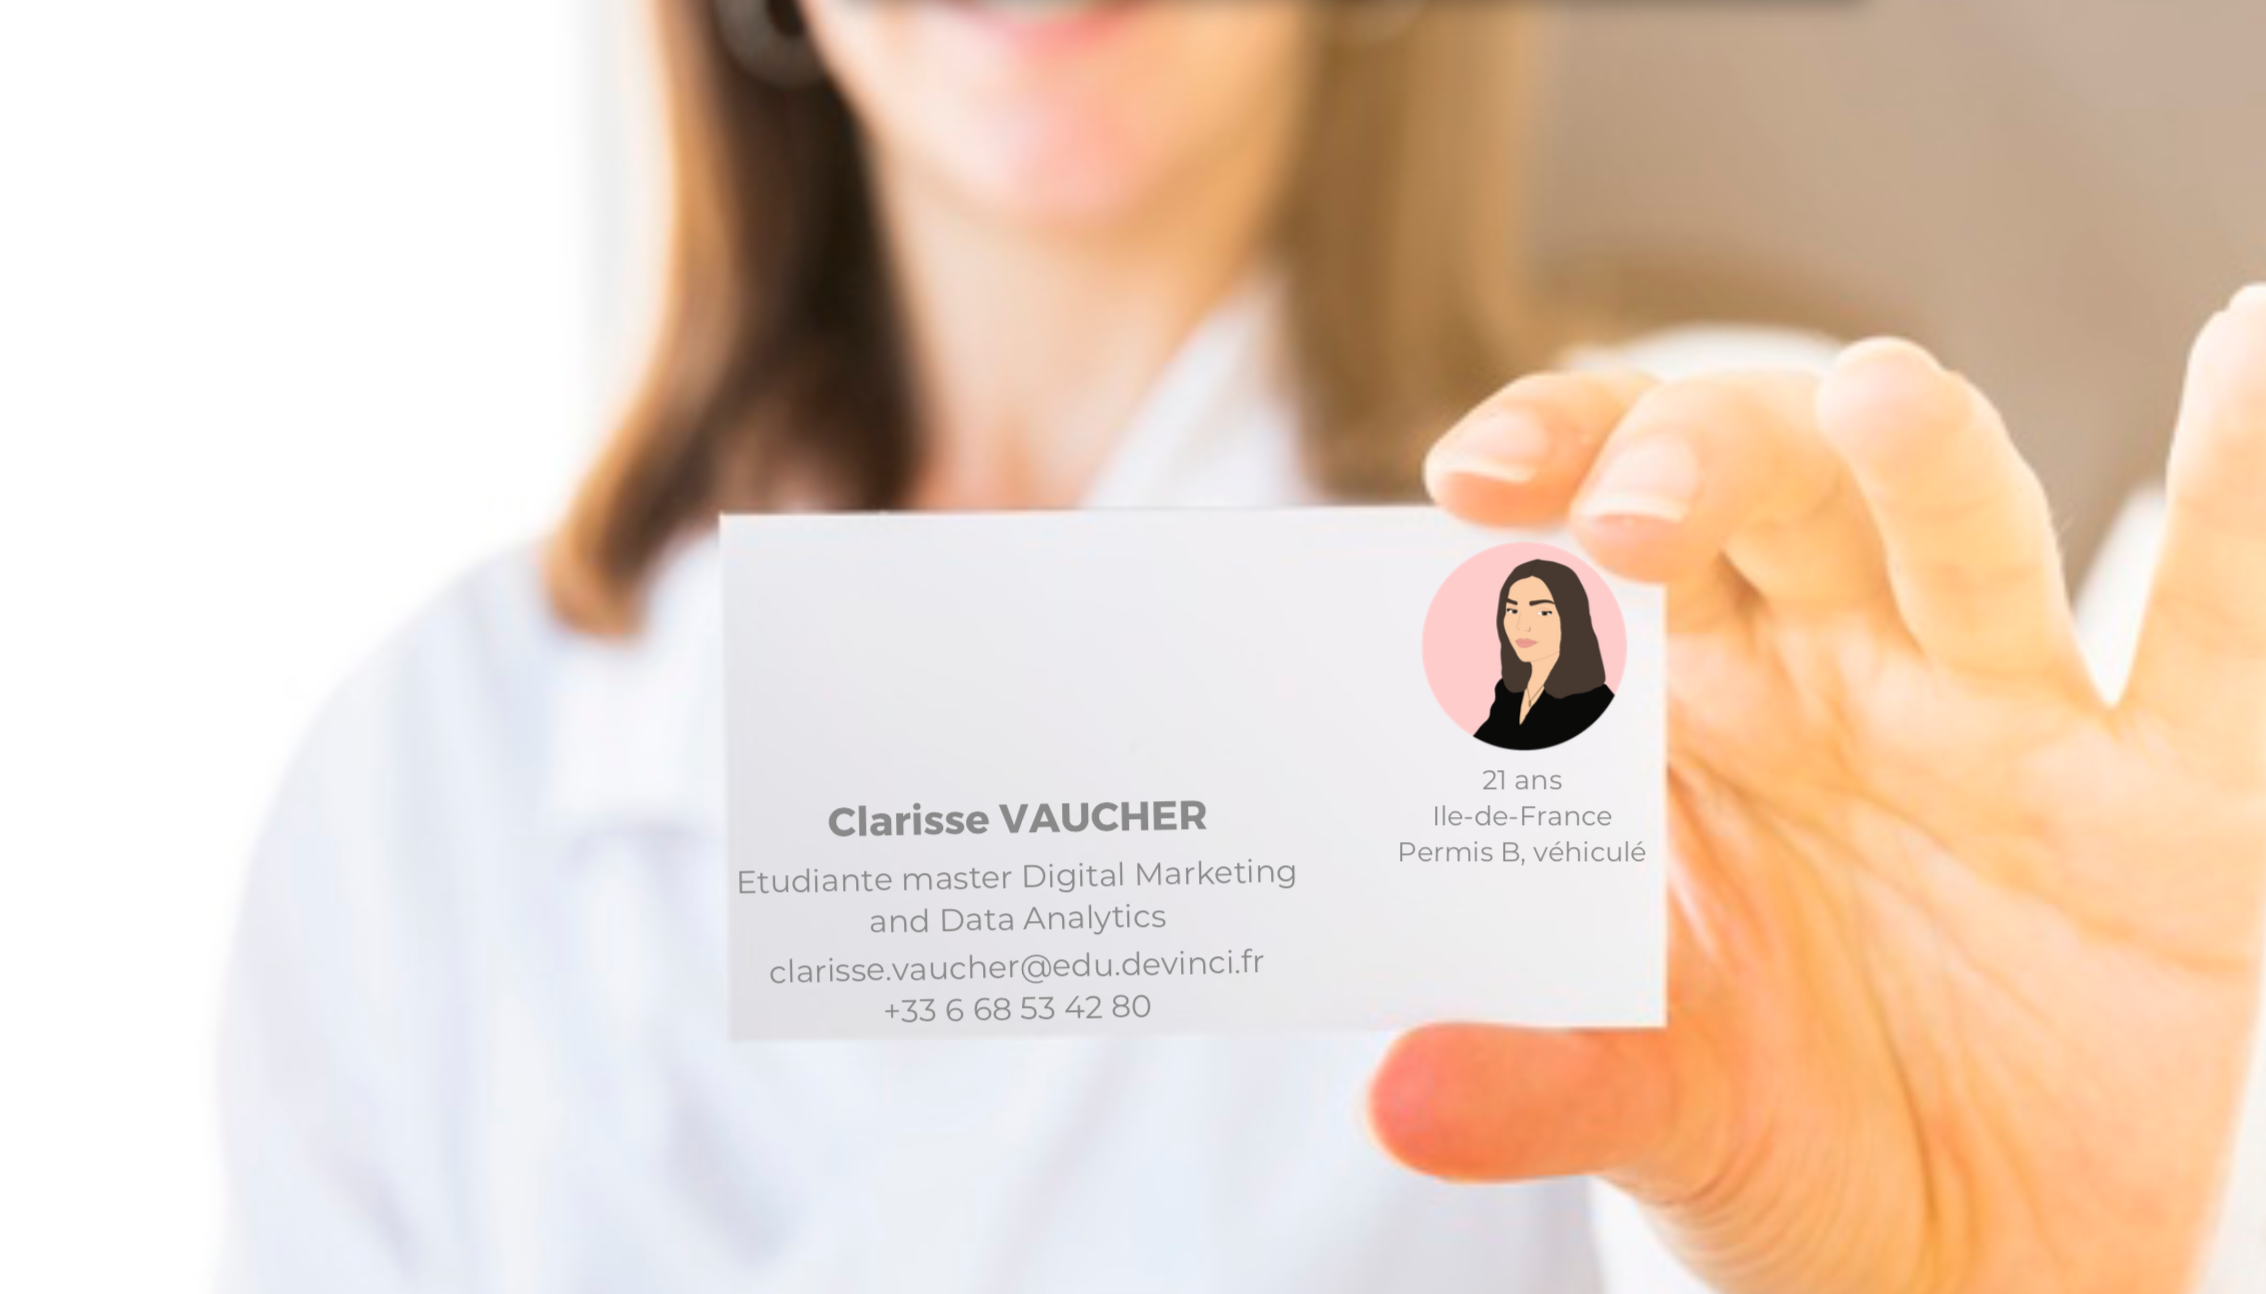 Clarisse VAUCHER
Etudiante master Digital Marketing
and Data Analytics
clarisse.vaucher@edu.devinci.fr
+33 6 68 53 42 80
21 ans
Ile-de-France
Permis B, véhiculé